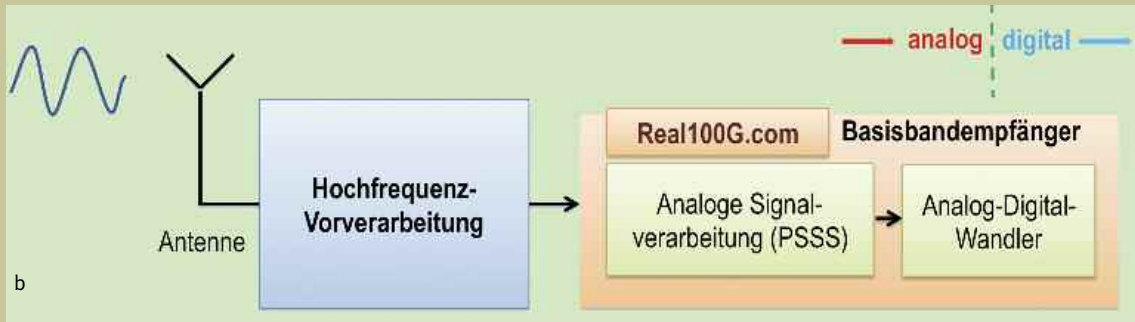 analog digital
Real100G.com
Basisbandempfänger
Hochfrequenz-
Vorverarbeitung
Analoge Signal-
verarbeitung (PSSS)
Analog-Digital-
Wandler
Antenne
b